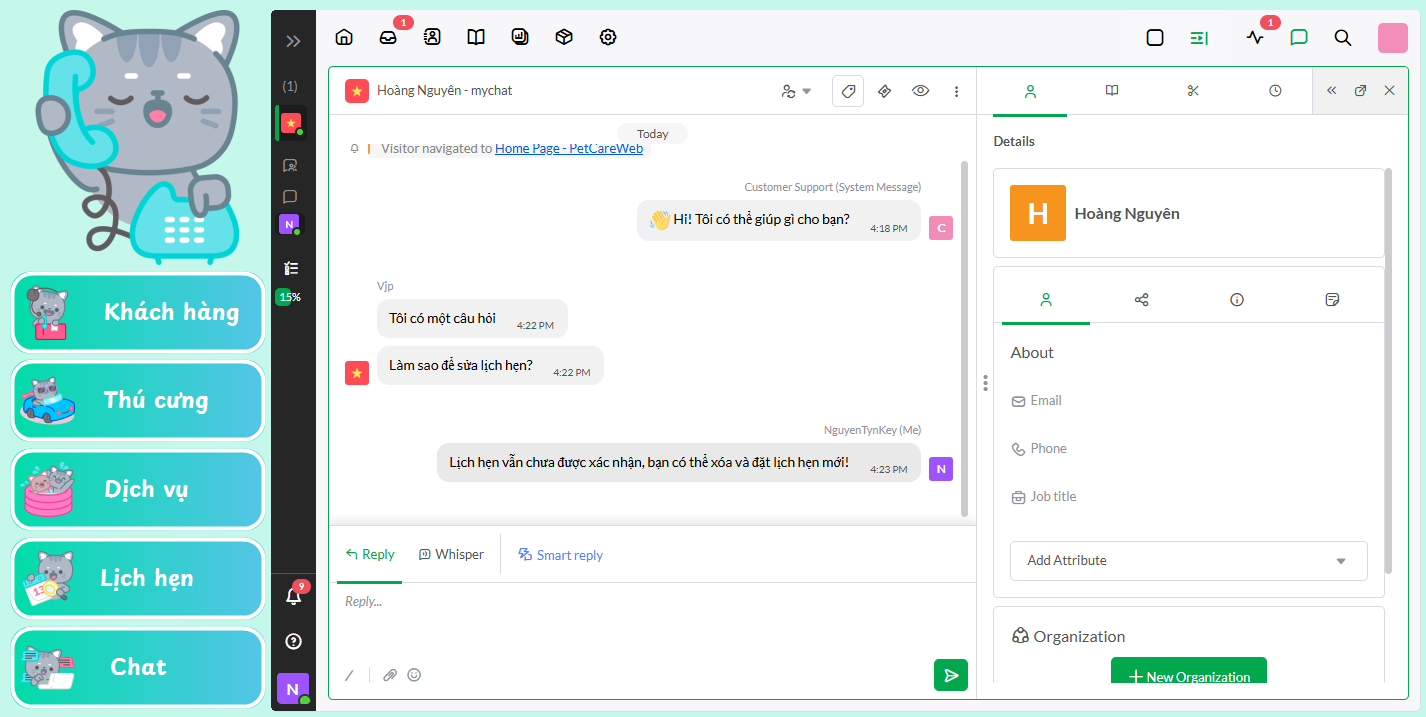 Khách hàng
Thú cưng
Dịch vụ
13
Lịch hẹn
Chat
(1)
N
15%
9
N
1
1
Hoàng Nguyên - mychat
Today
Visitor navigated to Home Page - PetCareWeb
Customer Support (System Message)
👋 Hi! Tôi có thể giúp gì cho bạn?
4:18 PM
C
Vjp
Tôi có một câu hỏi
4:22 PM
Làm sao để sửa lịch hẹn?
4:22 PM
NguyenTynKey (Me)
Lịch hẹn vẫn chưa được xác nhận, bạn có thể xóa và đặt lịch hẹn mới!
4:23 PM
N
Reply
Whisper
Smart reply
Reply...
Details
H
Hoàng Nguyên
About
Email
Phone
Job title
Add Attribute
Organization
+ New Organization